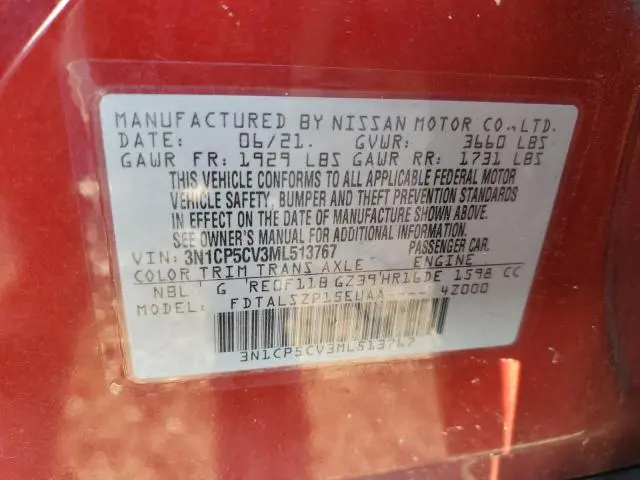 MANUFACTURED BY NISSAN MOTOR CO.,LTD.
DATE: 06/21. GVWR: 3660 LBS
GAWR FR: 1929 LBS GAWR RR: 1731 LBS
THIS VEHICLE CONFORMS TO ALL APPLICABLE FEDERAL MOTOR
VEHICLE SAFETY, BUMPER AND THEFT PREVENTION STANDARDS
IN EFFECT ON THE DATE OF MANUFACTURE SHOWN ABOVE.
SEE OWNER'S MANUAL FOR ADDITIONAL INFORMATION.
VIN: 3N1CP5CV3ML513767 PASSENGER CAR.
COLOR TRIM TRANS AXLE ENGINE
NBL G RE0F11B GZ39 HR16DE 1598 CC
MODEL: FDTALSZP15EUAA---- 4Z000
3N1CP5CV3ML513767